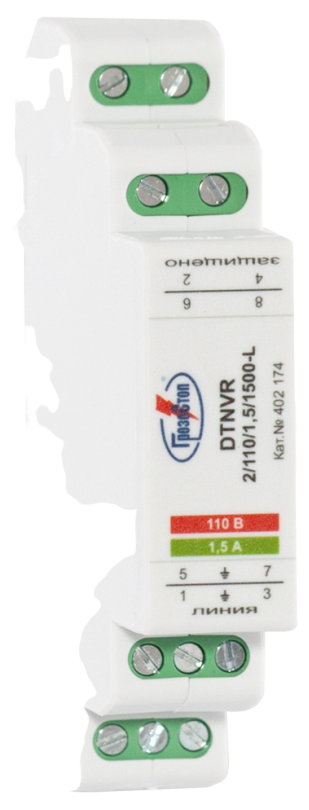 защищено
2 4
6 8
ГрозоСтоп
DTNVR
2/110/1,5/1500-L
Кат.№ 402 174
110 В
1,5 А
5 7
1 3
линия